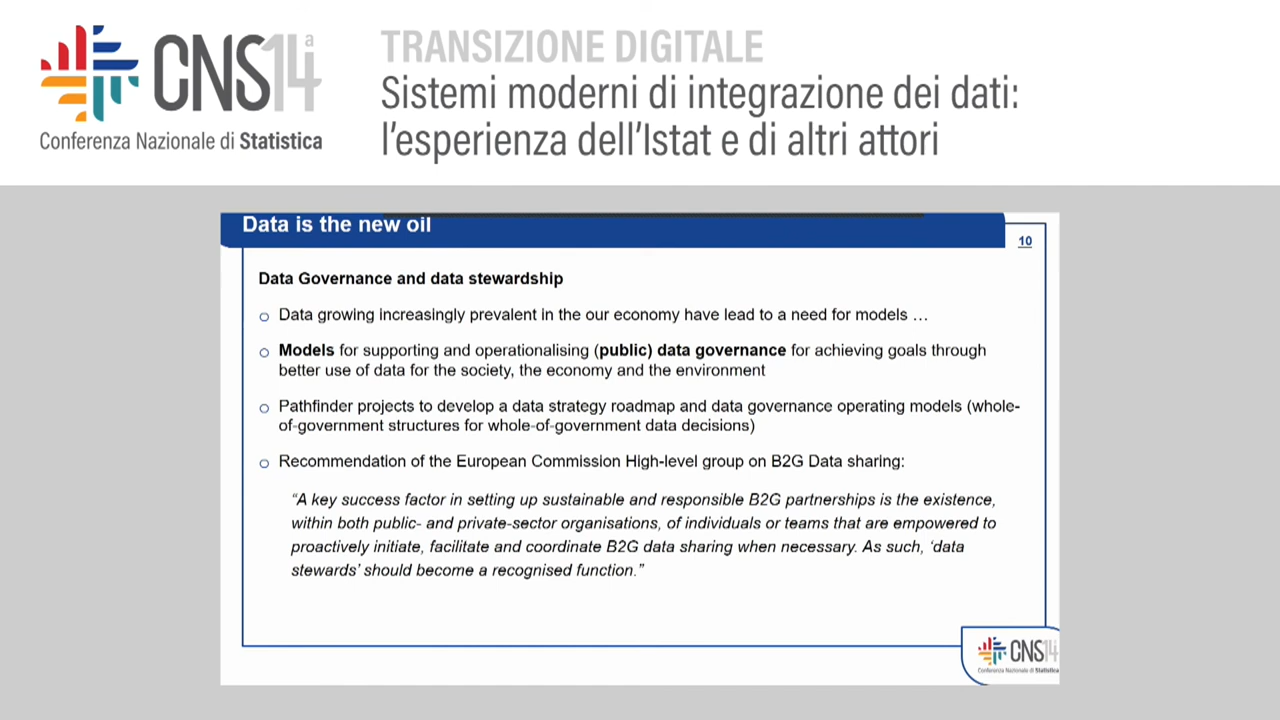 CNS14ª
Conferenza Nazionale di Statistica
TRANSIZIONE DIGITALE
Sistemi moderni di integrazione dei dati:
l'esperienza dell'Istat e di altri attori
Data is the new oil
10
Data Governance and data stewardship
o Data growing increasingly prevalent in the our economy have lead to a need for models …
o Models for supporting and operationalising (public) data governance for achieving goals through
better use of data for the society, the economy and the environment
o Pathfinder projects to develop a data strategy roadmap and data governance operating models (whole-
of-government structures for whole-of-government data decisions)
o Recommendation of the European Commission High-level group on B2G Data sharing:
“A key success factor in setting up sustainable and responsible B2G partnerships is the existence,
within both public- and private-sector organisations, of individuals or teams that are empowered to
proactively initiate, facilitate and coordinate B2G data sharing when necessary. As such, ‘data
stewards’ should become a recognised function.”
CNS14
Conferenza Nazionale di Statistica